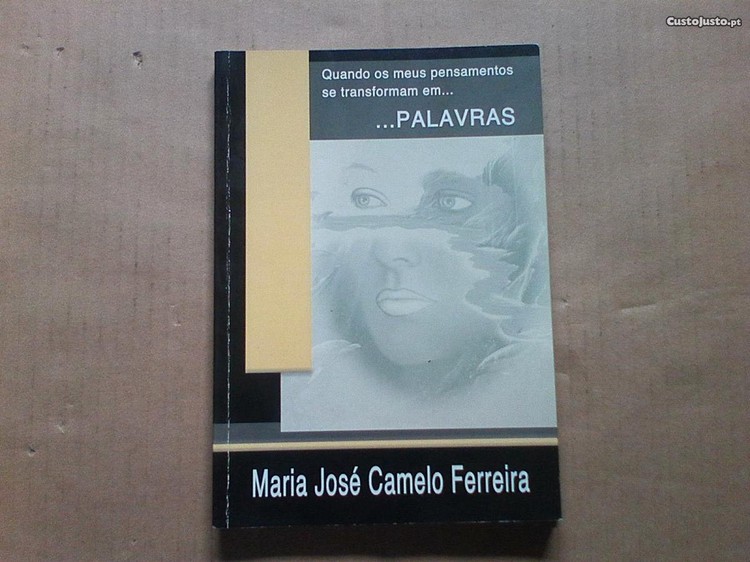 CustoJusto.pt
Quando os meus pensamentos
se transformam em...
...PALAVRAS
Maria José Camelo Ferreira